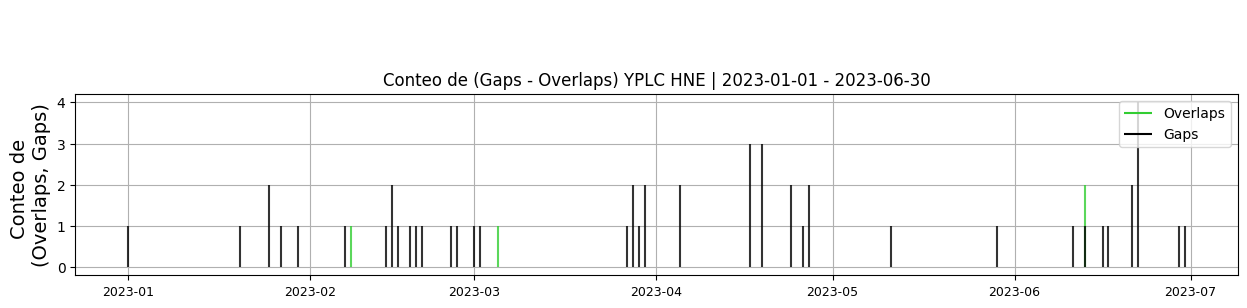 Conteo de (Gaps - Overlaps) YPLC HNE | 2023-01-01 - 2023-06-30
Conteo de
(Overlaps, Gaps)
4
3
2
1
0
Overlaps
Gaps
2023-01
2023-02
2023-03
2023-04
2023-05
2023-06
2023-07